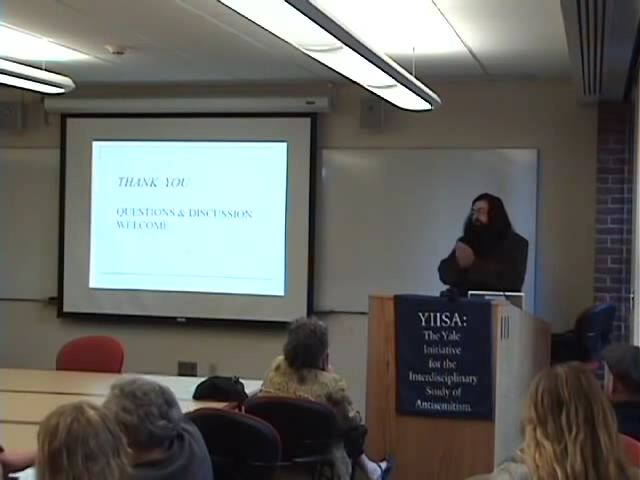 THANK YOU
QUESTIONS & DISCUSSION
WELCOME
YIISA:
The Yale
Initiative
for the
Interdisciplinary
Study of
Antisemitism